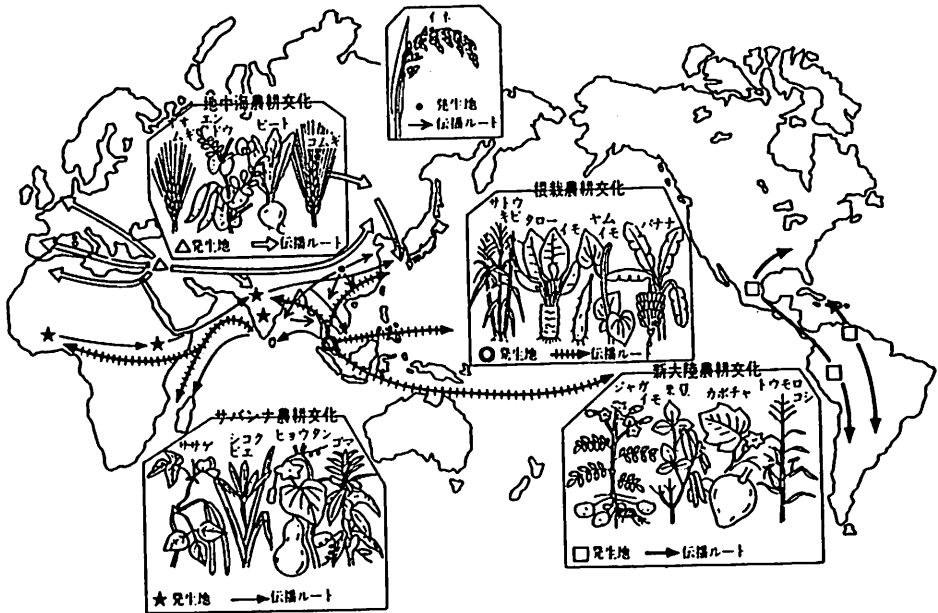 イネ
● 発生地
→伝播ルート
地中海農耕文化
オオムギ
エンドウ
ビート
コムギ
△発生地 ⇨伝播ルート
根栽農耕文化
サトウキビ
タローイモ
ヤムイモ
バナナ
○ 発生地 伝播ルート
サバンナ農耕文化
ササゲ
シコクビエ
ヒョウタン
ゴマ
★ 発生地 →伝播ルート
新大陸農耕文化
ジャガイモ
カボチャ
トウモロコシ
□発生地 →伝播ルート